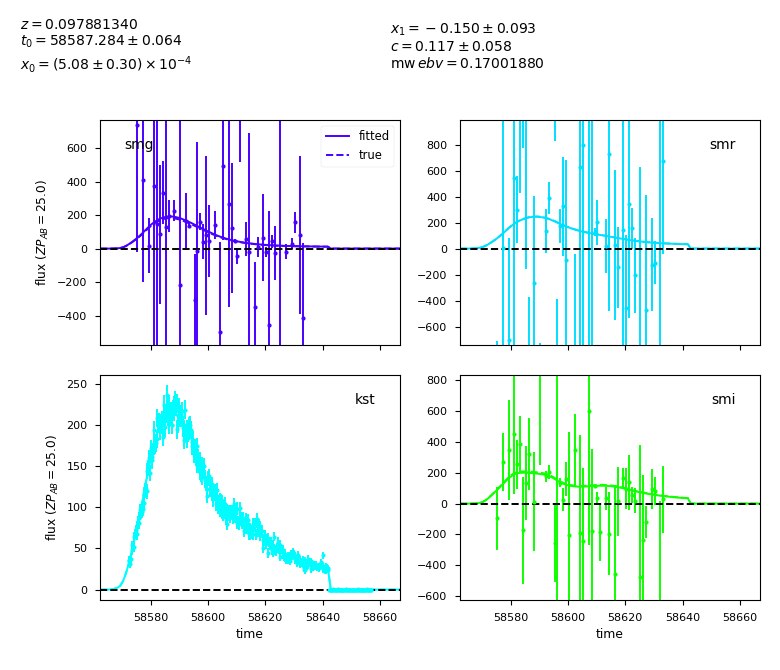 z = 0.097881340
t₀ = 58587.284 ± 0.064
x₀ = (5.08 ± 0.30) × 10⁻⁴
x₁ = −0.150 ± 0.093
c = 0.117 ± 0.058
mw ebv = 0.17001880
smg
fitted
true
600
400
200
0
−200
−400
flux (ZP_AB = 25.0)
smr
800
600
400
200
0
−200
−400
−600
kst
250
200
150
100
50
0
flux (ZP_AB = 25.0)
58580 58600 58620 58640 58660
time
smi
800
600
400
200
0
−200
−400
−600
58580 58600 58620 58640 58660
time